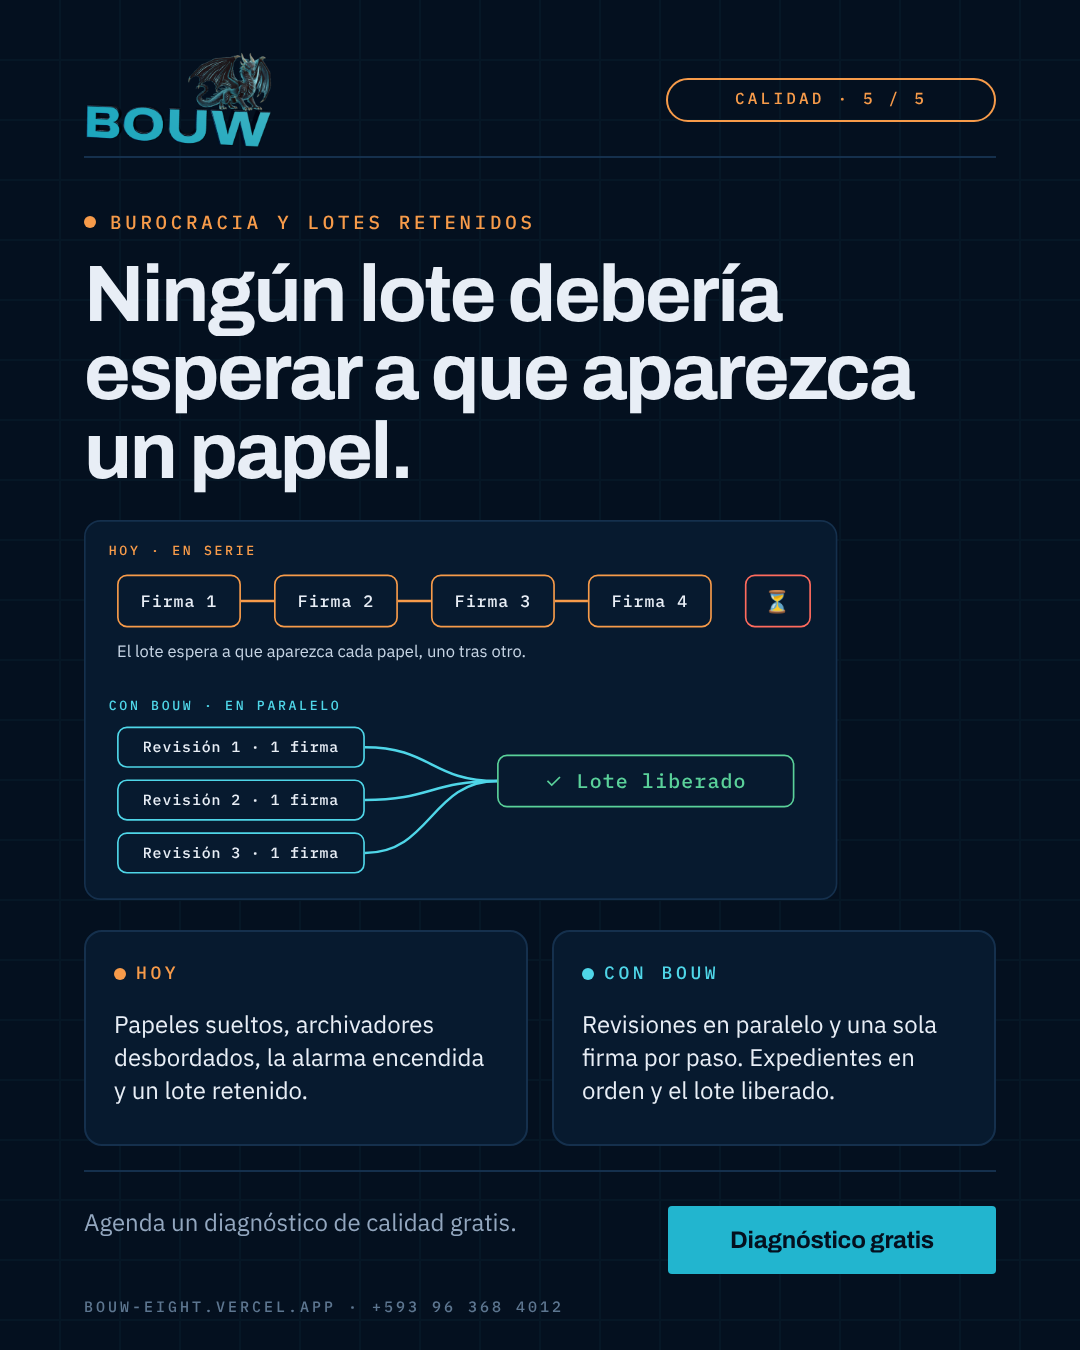 BOUW
CALIDAD · 5 / 5
BUROCRACIA Y LOTES RETENIDOS
Ningún lote debería
esperar a que aparezca
un papel.
HOY · EN SERIE
Firma 1
Firma 2
Firma 3
Firma 4
⏳
El lote espera a que aparezca cada papel, uno tras otro.
CON BOUW · EN PARALELO
Revisión 1 · 1 firma
Revisión 2 · 1 firma
Revisión 3 · 1 firma
✓ Lote liberado
HOY
Papeles sueltos, archivadores
desbordados, la alarma encendida
y un lote retenido.
CON BOUW
Revisiones en paralelo y una sola
firma por paso. Expedientes en
orden y el lote liberado.
Agenda un diagnóstico de calidad gratis.
Diagnóstico gratis
BOUW-EIGHT.VERCEL.APP · +593 96 368 4012